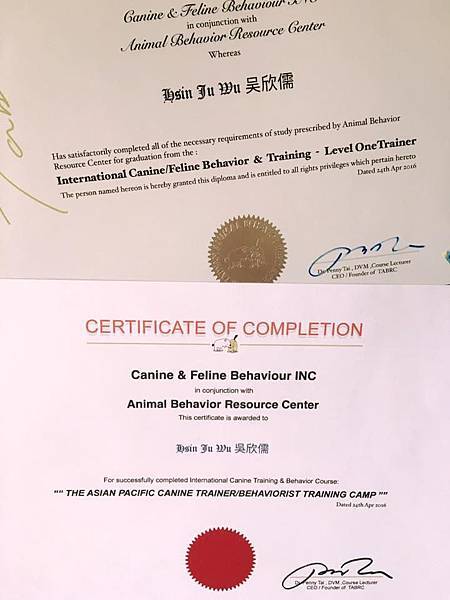 Canine & Feline Behaviour INC
in conjunction with
Animal Behavior Resource Center
Whereas
Hsin Ju Wu 吳欣儒
Has satisfactorily completed all of the necessary requirements of study prescribed by Animal Behavior
Resource Center for graduation from the :
International Canine/Feline Behavior & Training - Level OneTrainer
The person named hereon is hereby granted this diploma and is entitled to all rights privileges which pertain hereto
Dated 24th Apr 2016
Dr. Penny Tai , DVM ,Course Lecturer
CEO / Founder of TABRC
CERTIFICATE OF COMPLETION
Canine & Feline Behaviour INC
in conjunction with
Animal Behavior Resource Center
This certificate is awarded to
Hsin Ju Wu 吳欣儒
For successfully completed International Canine Training & Behavior Course:
"" THE ASIAN PACIFIC CANINE TRAINER/BEHAVIORIST TRAINING CAMP ""
Dated 24th Apr 2016
Dr. Penny Tai , DVM ,Course Lecturer
CEO / Founder of TABRC